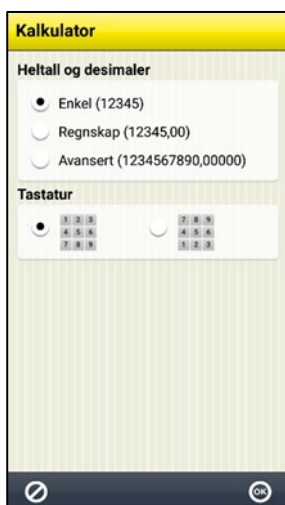 Kalkulator
Heltall og desimaler
Enkel (12345)
Regnskap (12345,00)
Avansert (1234567890,00000)
Tastatur
1 2 3 7 8 9
4 5 6 4 5 6
7 8 9 1 2 3
OK